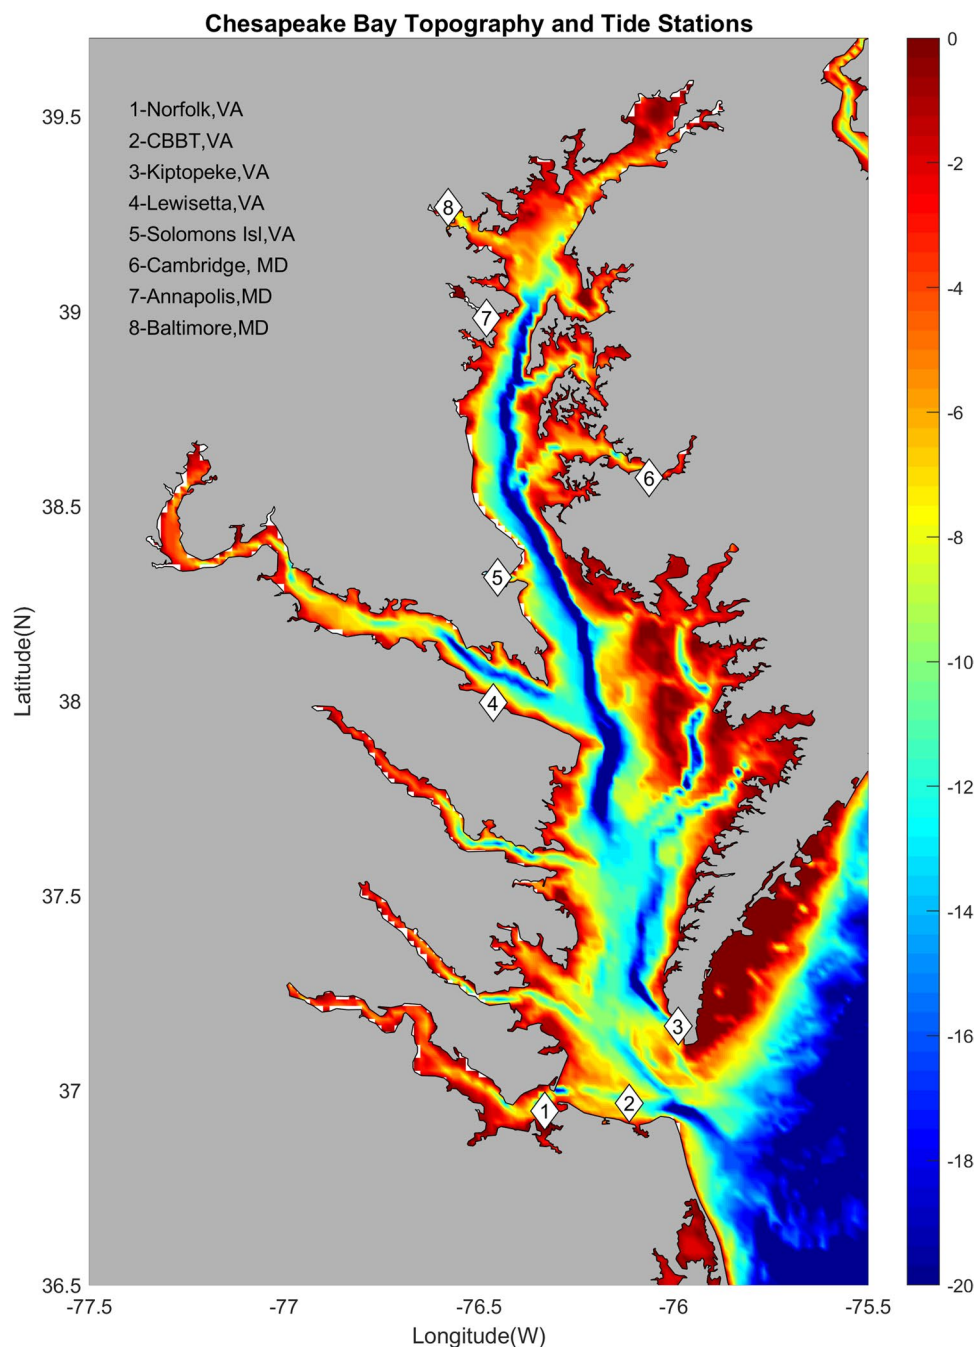 Chesapeake Bay Topography and Tide Stations
1-Norfolk,VA
2-CBBT,VA
3-Kiptopeke,VA
4-Lewisetta,VA
5-Solomons Isl,VA
6-Cambridge, MD
7-Annapolis,MD
8-Baltimore,MD
39.5
39
38.5
38
37.5
37
36.5
Latitude(N)
8
7
6
5
4
3
2
1
-77.5
-77
-76.5
-76
-75.5
Longitude(W)
0
-2
-4
-6
-8
-10
-12
-14
-16
-18
-20